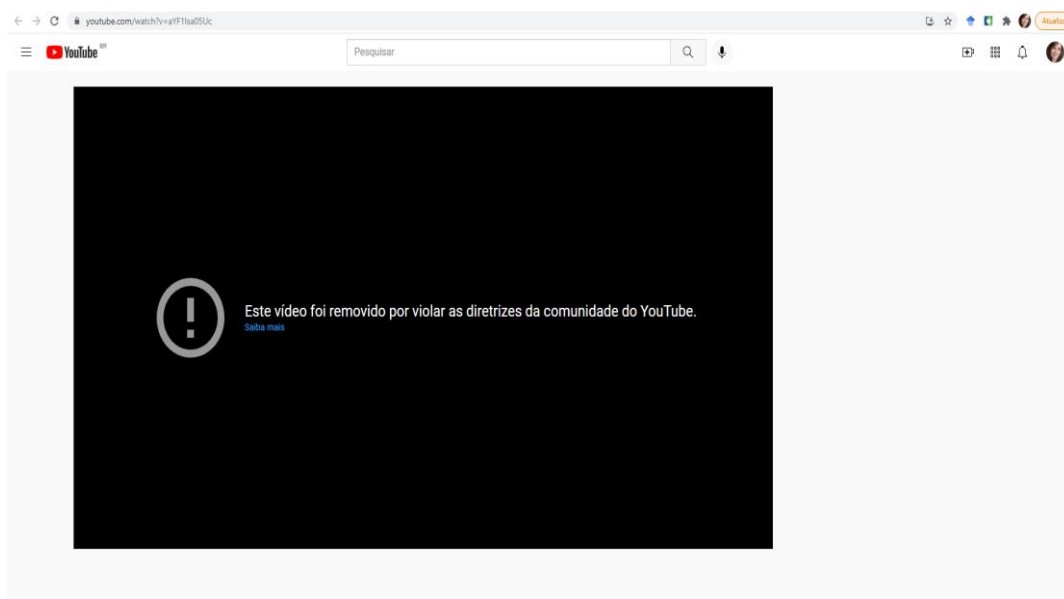 youtube.com/watch?v=aYF1Isa05Uc
Atualiza
YouTube BR
Pesquisar
Este vídeo foi removido por violar as diretrizes da comunidade do YouTube.
Saiba mais